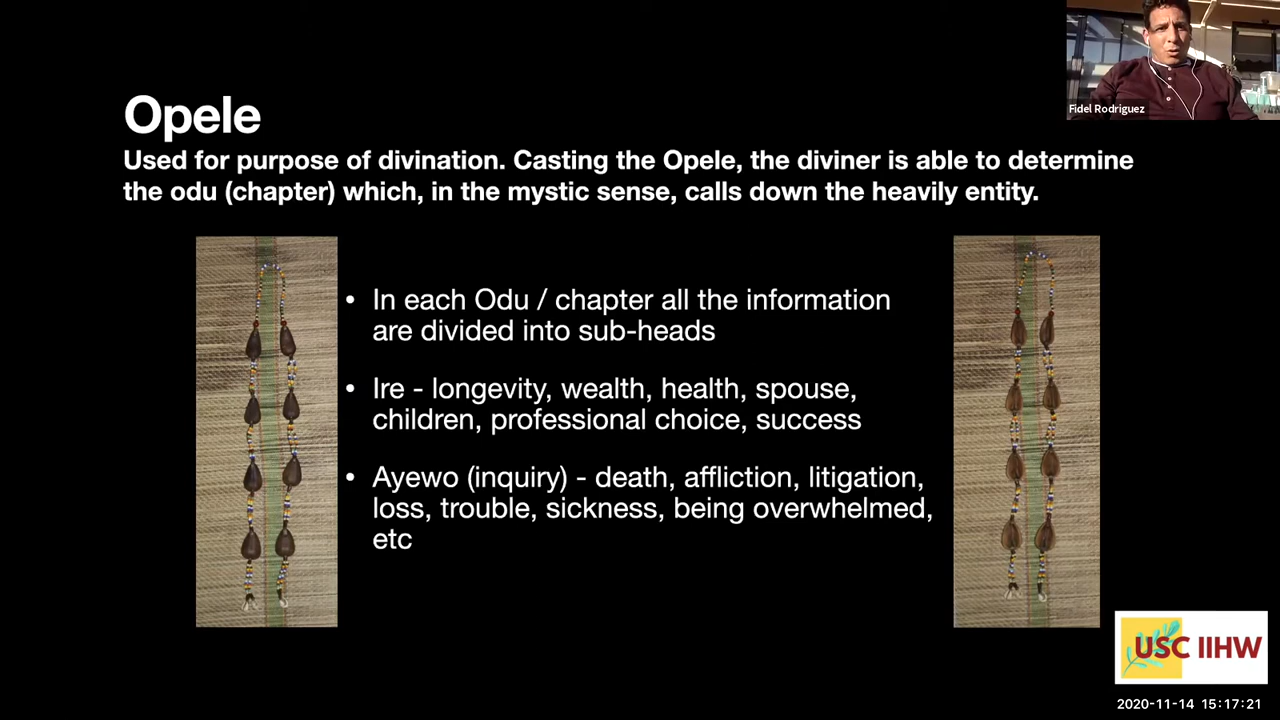 Fidel Rodriguez
Opele
Used for purpose of divination. Casting the Opele, the diviner is able to determine
the odu (chapter) which, in the mystic sense, calls down the heavily entity.
• In each Odu / chapter all the information
are divided into sub-heads
• Ire - longevity, wealth, health, spouse,
children, professional choice, success
• Ayewo (inquiry) - death, affliction, litigation,
loss, trouble, sickness, being overwhelmed,
etc
USC IIHW
2020-11-14 15:17:21